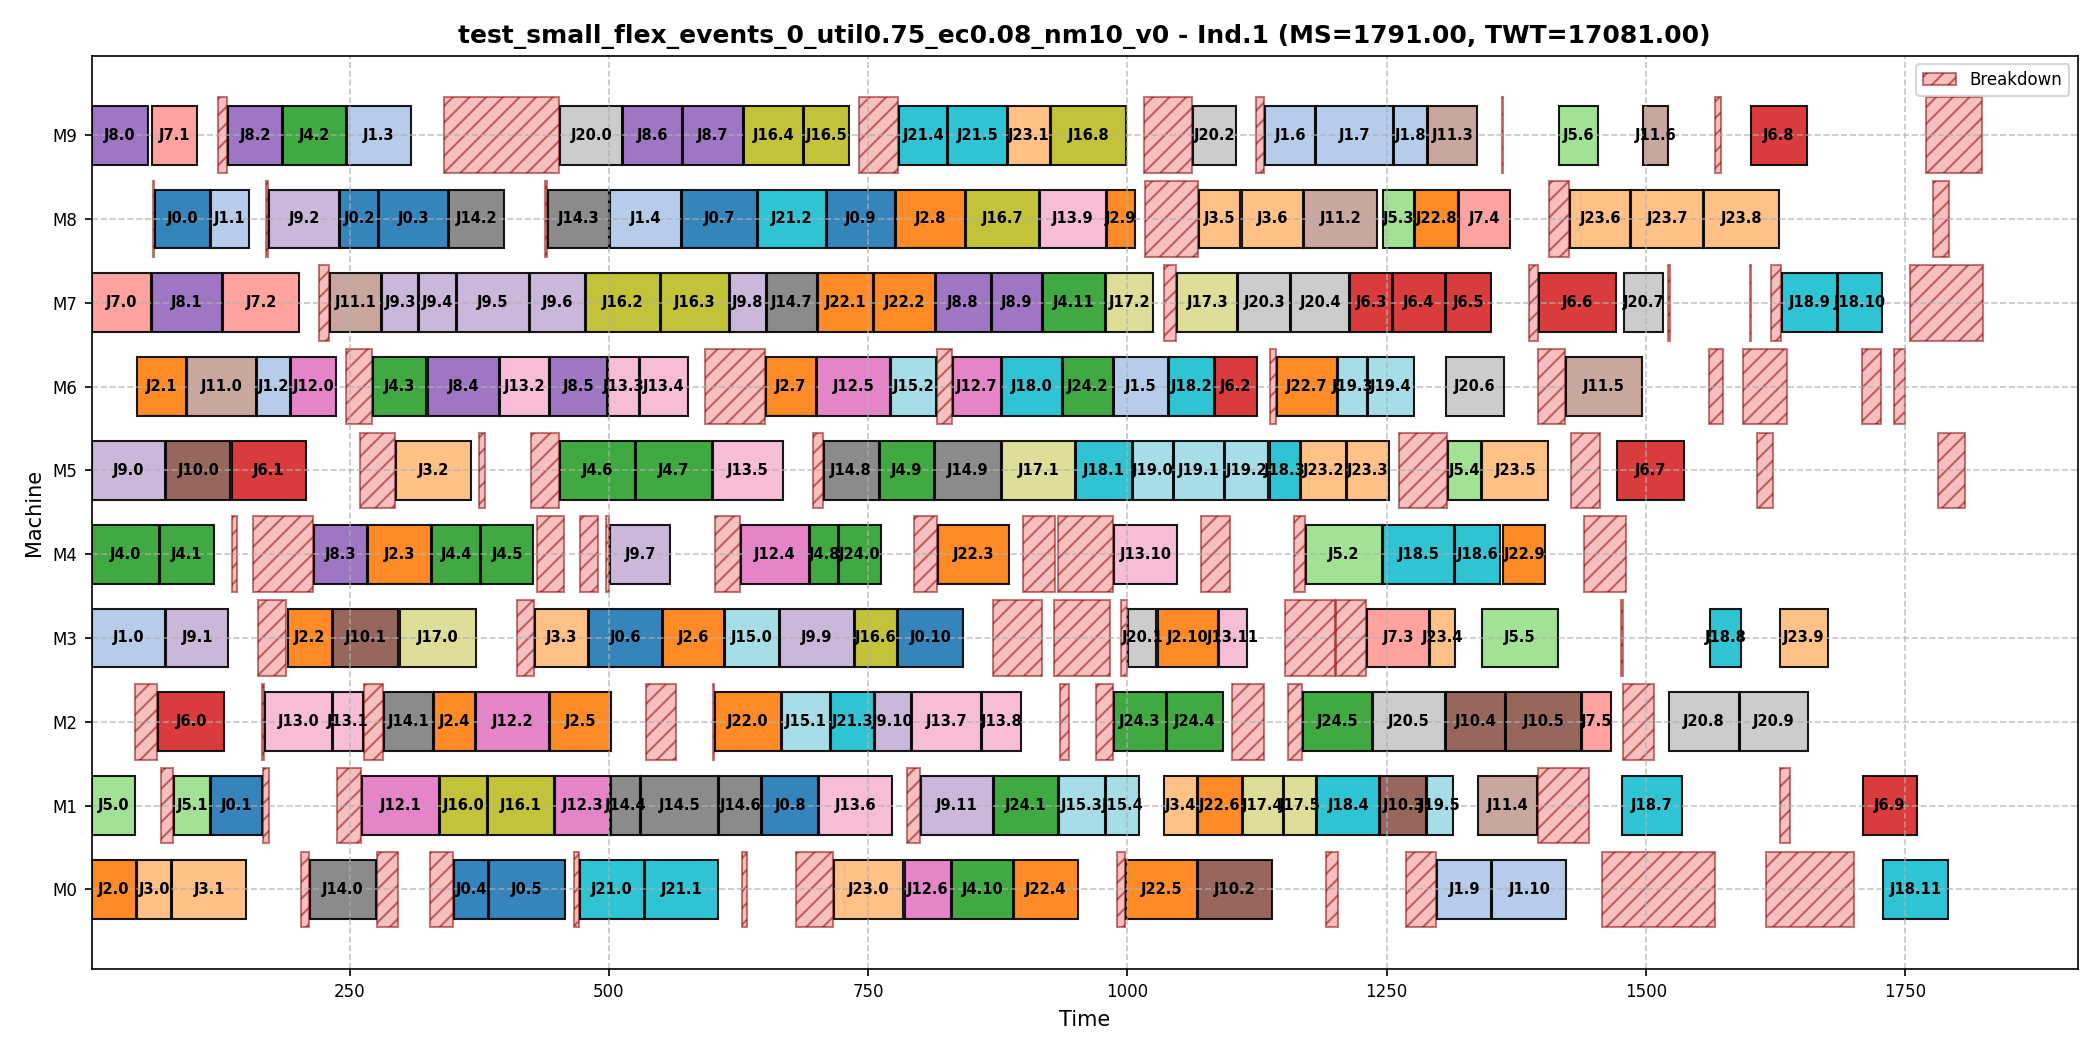 test_small_flex_events_0_util0.75_ec0.08_nm10_v0 - Ind.1 (MS=1791.00, TWT=17081.00)
Breakdown
M9 J8.0 J7.1 J8.2 J4.2 J1.3 J20.0 J8.6 J8.7 J16.4 J16.5 J21.4 J21.5 J23.1 J16.8 J20.2 J1.6 J1.7 J1.8 J11.3 J5.6 J11.6 J6.8
M8 J0.0 J1.1 J9.2 J0.2 J0.3 J14.2 J14.3 J1.4 J0.7 J21.2 J0.9 J2.8 J16.7 J13.9 J2.9 J3.5 J3.6 J11.2 J5.3 J22.8 J7.4 J23.6 J23.7 J23.8
M7 J7.0 J8.1 J7.2 J11.1 J9.3 J9.4 J9.5 J9.6 J16.2 J16.3 J9.8 J14.7 J22.1 J22.2 J8.8 J8.9 J4.11 J17.2 J17.3 J20.3 J20.4 J6.3 J6.4 J6.5 J6.6 J20.7 J18.9 J18.10
M6 J2.1 J11.0 J1.2 J12.0 J4.3 J8.4 J13.2 J8.5 J13.3 J13.4 J2.7 J12.5 J15.2 J12.7 J18.0 J24.2 J1.5 J18.2 J6.2 J22.7 J19.3 J19.4 J20.6 J11.5
M5 J9.0 J10.0 J6.1 J3.2 J4.6 J4.7 J13.5 J14.8 J4.9 J14.9 J17.1 J18.1 J19.0 J19.1 J19.2 J18.3 J23.2 J23.3 J5.4 J23.5 J6.7
M4 J4.0 J4.1 J8.3 J2.3 J4.4 J4.5 J9.7 J12.4 J4.8 J24.0 J22.3 J13.10 J5.2 J18.5 J18.6 J22.9
M3 J1.0 J9.1 J2.2 J10.1 J17.0 J3.3 J0.6 J2.6 J15.0 J9.9 J16.6 J0.10 J20.1 J2.10 J13.11 J7.3 J23.4 J5.5 J18.8 J23.9
M2 J6.0 J13.0 J13.1 J14.1 J2.4 J12.2 J2.5 J22.0 J15.1 J21.3 J9.10 J13.7 J13.8 J24.3 J24.4 J24.5 J20.5 J10.4 J10.5 J7.5 J20.8 J20.9
M1 J5.0 J5.1 J0.1 J12.1 J16.0 J16.1 J12.3 J14.4 J14.5 J14.6 J0.8 J13.6 J9.11 J24.1 J15.3 J15.4 J3.4 J22.6 J17.4 J17.5 J18.4 J10.3 J19.5 J11.4 J18.7 J6.9
M0 J2.0 J3.0 J3.1 J14.0 J0.4 J0.5 J21.0 J21.1 J23.0 J12.6 J4.10 J22.4 J22.5 J10.2 J1.9 J1.10 J18.11
Machine
250 500 750 1000 1250 1500 1750
Time